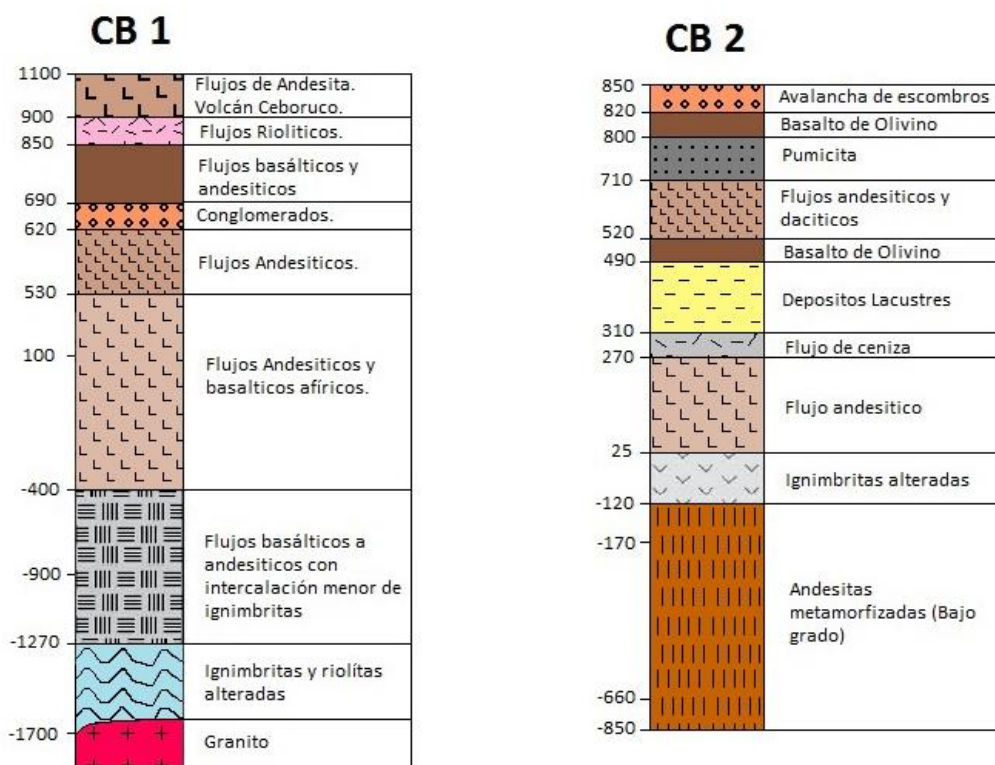 CB 1
1100
Flujos de Andesita.
Volcán Ceboruco.
900
Flujos Rioliticos.
850
Flujos basálticos y
andesiticos
690
Conglomerados.
620
Flujos Andesiticos.
530
100
Flujos Andesiticos y
basalticos afíricos.
-400
Flujos basálticos a
andesiticos con
intercalación menor de
ignimbritas
-900
-1270
Ignimbritas y riolítas
alteradas
-1700
Granito
CB 2
850
Avalancha de escombros
820
Basalto de Olivino
800
Pumicita
710
Flujos andesiticos y
daciticos
520
Basalto de Olivino
490
Depositos Lacustres
310
Flujo de ceniza
270
Flujo andesitico
25
Ignimbritas alteradas
-120
-170
Andesitas
metamorfizadas (Bajo
grado)
-660
-850